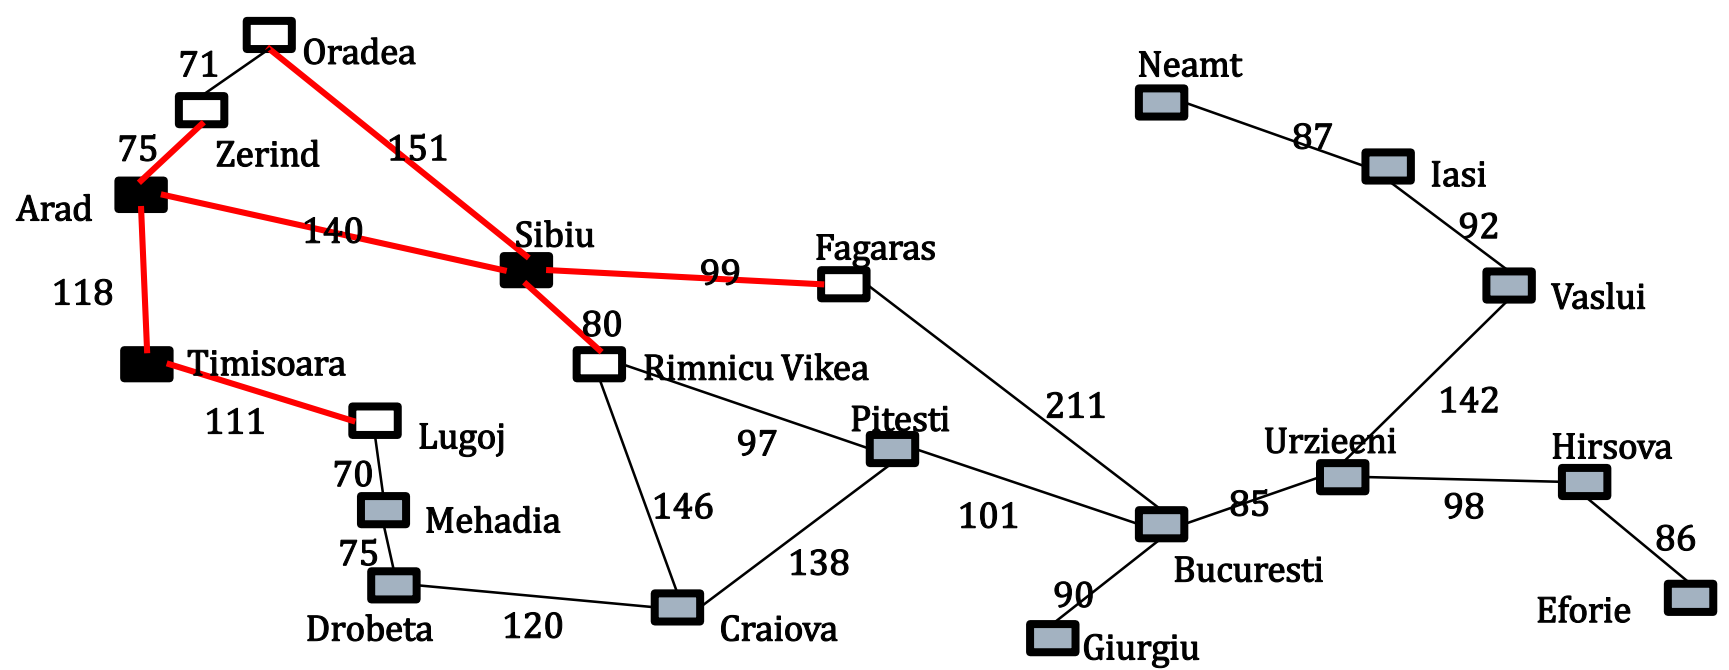 Oradea
Neamt
71
87
75
Zerind
151
Iasi
Arad
140
Sibiu
92
Fagaras
99
118
Vaslui
80
Timisoara
Rimnicu Vikea
111
Lugoj
97
Pitesti
211
142
Urzieeni
Hirsova
70
146
101
85
98
Mehadia
75
138
86
Bucuresti
90
Drobeta
120
Craiova
Giurgiu
Eforie